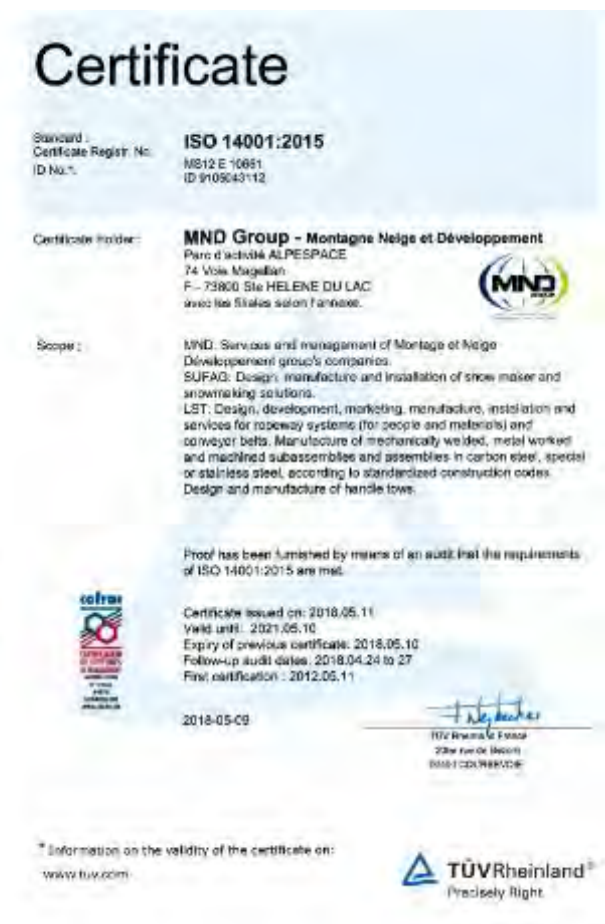 Certificate
Standard : ISO 14001:2015
Certificate Registr. No. MS12 E 10661
ID No.*: ID 9105043112
Certificate Holder : MND Group - Montagne Neige et Développement
Parc d'activité ALPESPACE
74 Voie Magellan
F - 73800 Ste HELENE DU LAC
avec les filiales selon l'annexe.
MND
Scope : MND: Services and management of Montage et Neige
Développement group's companies.
SUFAG: Design, manufacture and installation of snow maker and
snowmaking solutions.
LST: Design, development, marketing, manufacture, installation and
services for ropeway systems (for people and materials) and
conveyor belts. Manufacture of mechanically welded, metal worked
and machined subassemblies and assemblies in carbon steel, special
or stainless steel, according to standardized construction codes.
Design and manufacture of handle tows.
Proof has been furnished by means of an audit that the requirements
of ISO 14001:2015 are met.
cofrac
Certificate issued on: 2018.05.11
Valid until: 2021.05.10
Expiry of previous certificate: 2018.05.10
Follow-up audit dates: 2018.04.24 to 27
First certification : 2012.05.11
2018-05-09
TÜV Rheinland France
* Information on the validity of the certificate on:
www.tuv.com
TÜVRheinland®
Precisely Right.